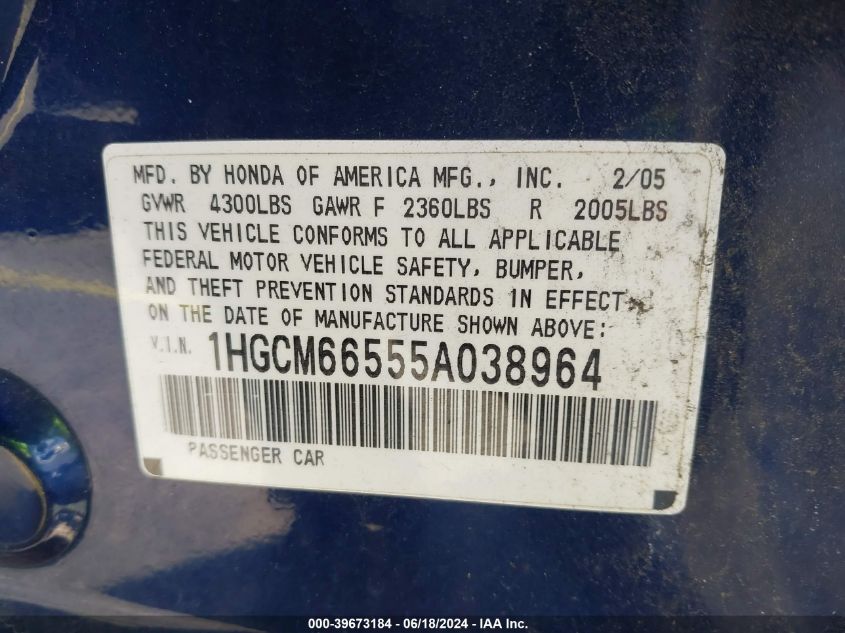 MFD. BY HONDA OF AMERICA MFG., INC. 2/05
GVWR 4300LBS GAWR F 2360LBS R 2005LBS
THIS VEHICLE CONFORMS TO ALL APPLICABLE
FEDERAL MOTOR VEHICLE SAFETY, BUMPER,
AND THEFT PREVENTION STANDARDS IN EFFECT
ON THE DATE OF MANUFACTURE SHOWN ABOVE:
V.I.N. 1HGCM66555A038964
PASSENGER CAR
000-39673184 / 06/18/2024 - IAA Inc.